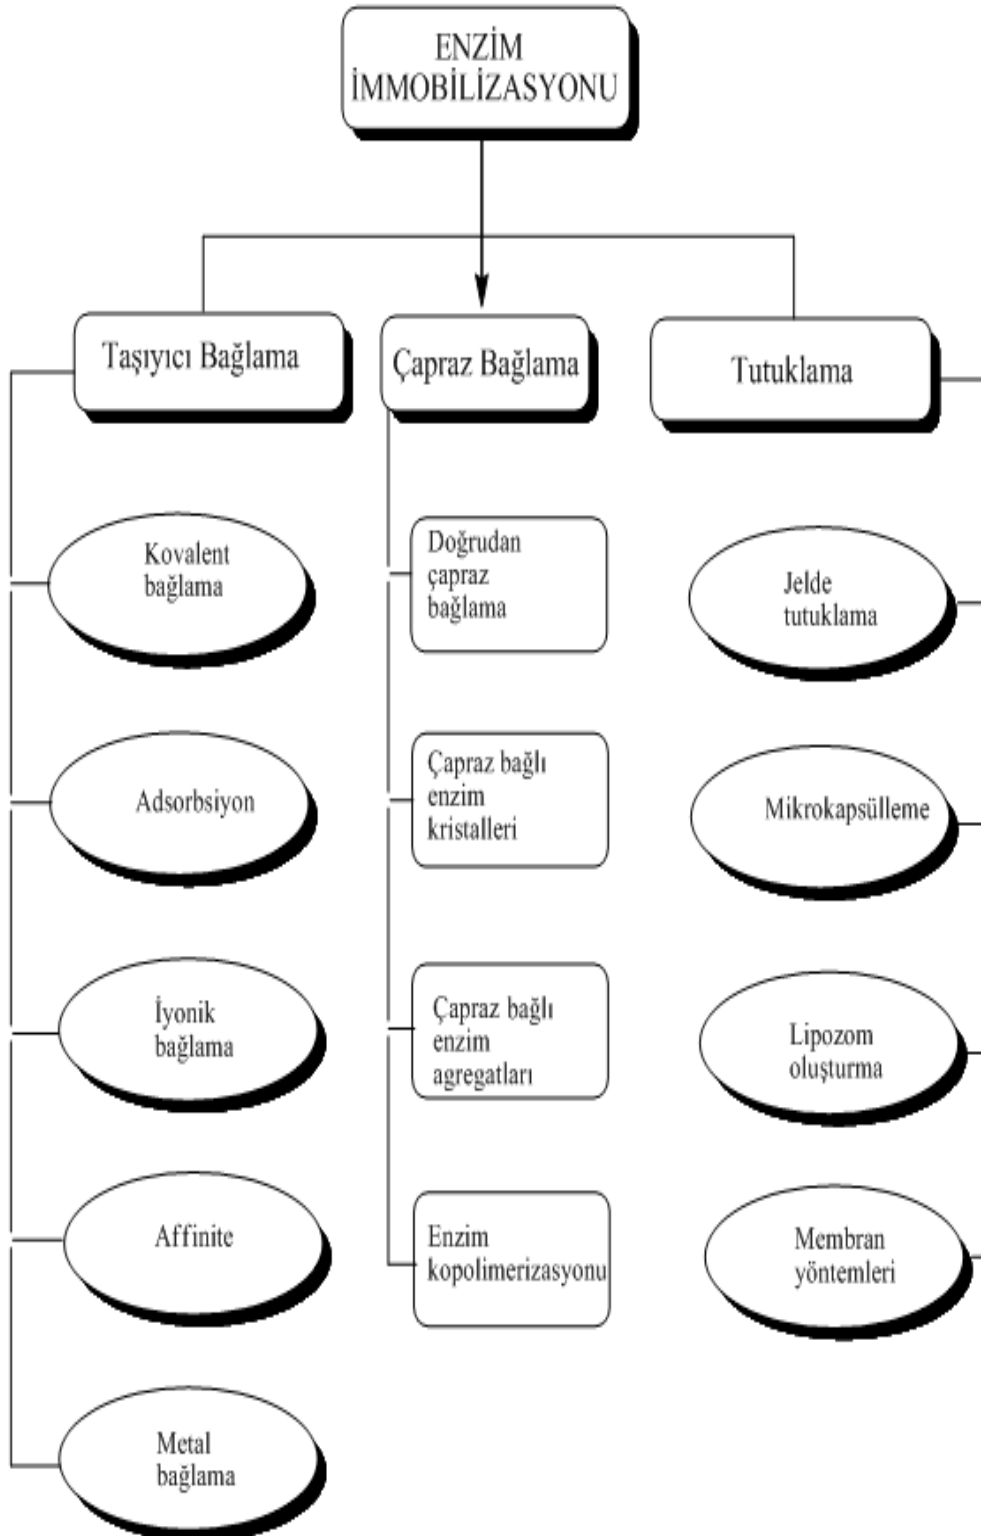 ENZİM
İMMOBİLİZASYONU
Taşıyıcı Bağlama
Çapraz Bağlama
Tutuklama
Kovalent
bağlama
Adsorbsiyon
İyonik
bağlama
Affinite
Metal
bağlama
Doğrudan
çapraz
bağlama
Çapraz bağlı
enzim
kristalleri
Çapraz bağlı
enzim
agregatları
Enzim
kopolimerizasyonu
Jelde
tutuklama
Mikrokapsülleme
Lipozom
oluşturma
Membran
yöntemleri